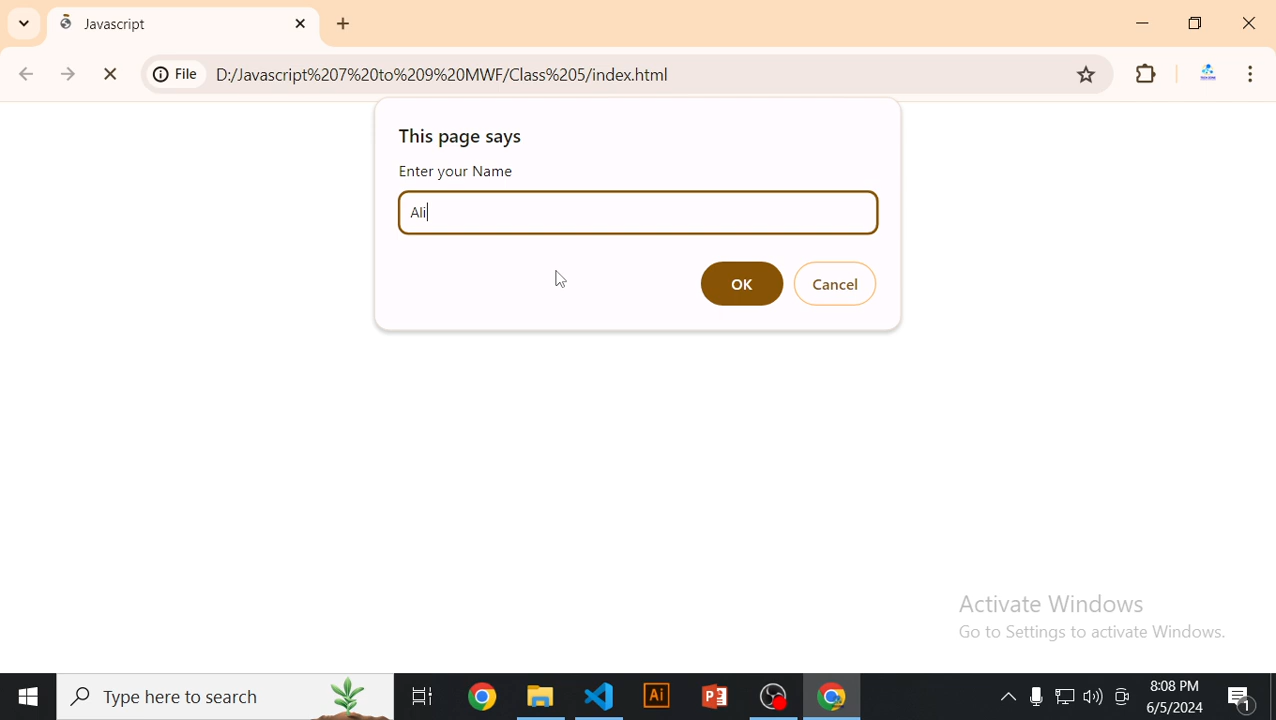 Javascript
File
D:/Javascript%207%20to%209%20MWF/Class%205/index.html
This page says
Enter your Name
Ali
OK
Cancel
Activate Windows
Go to Settings to activate Windows.
Type here to search
Ai
P
8:08 PM
6/5/2024
1